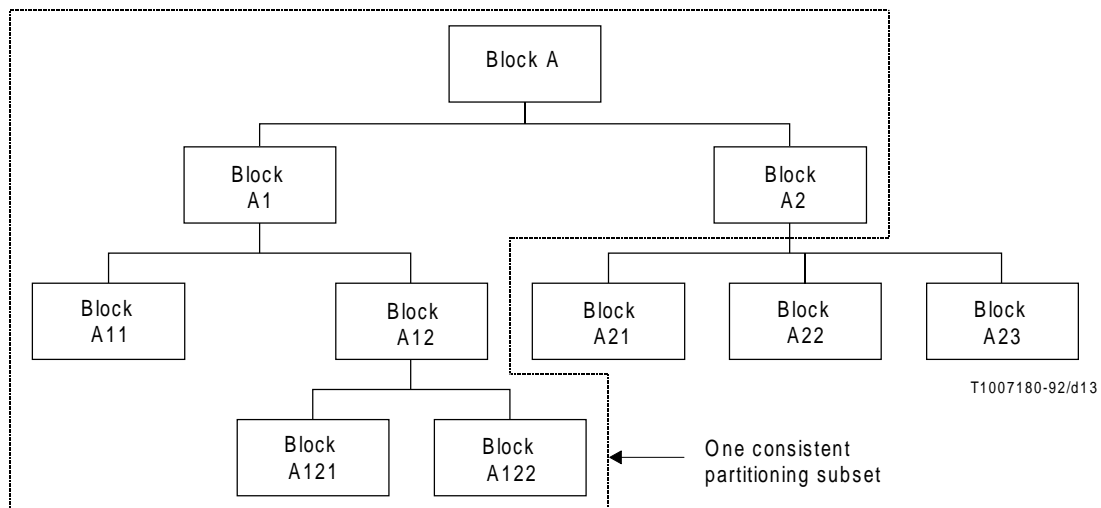 Block A
Block
A1
Block
A2
Block
A11
Block
A12
Block
A21
Block
A22
Block
A23
T1007180-92/d13
Block
A121
Block
A122
One consistent
partitioning subset